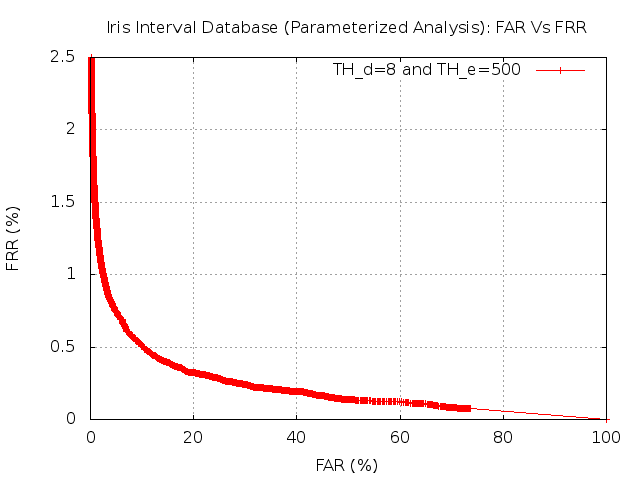 Iris Interval Database (Parameterized Analysis): FAR Vs FRR
TH_d=8 and TH_e=500
2.5
2
1.5
1
0.5
0
FRR (%)
0 20 40 60 80 100
FAR (%)